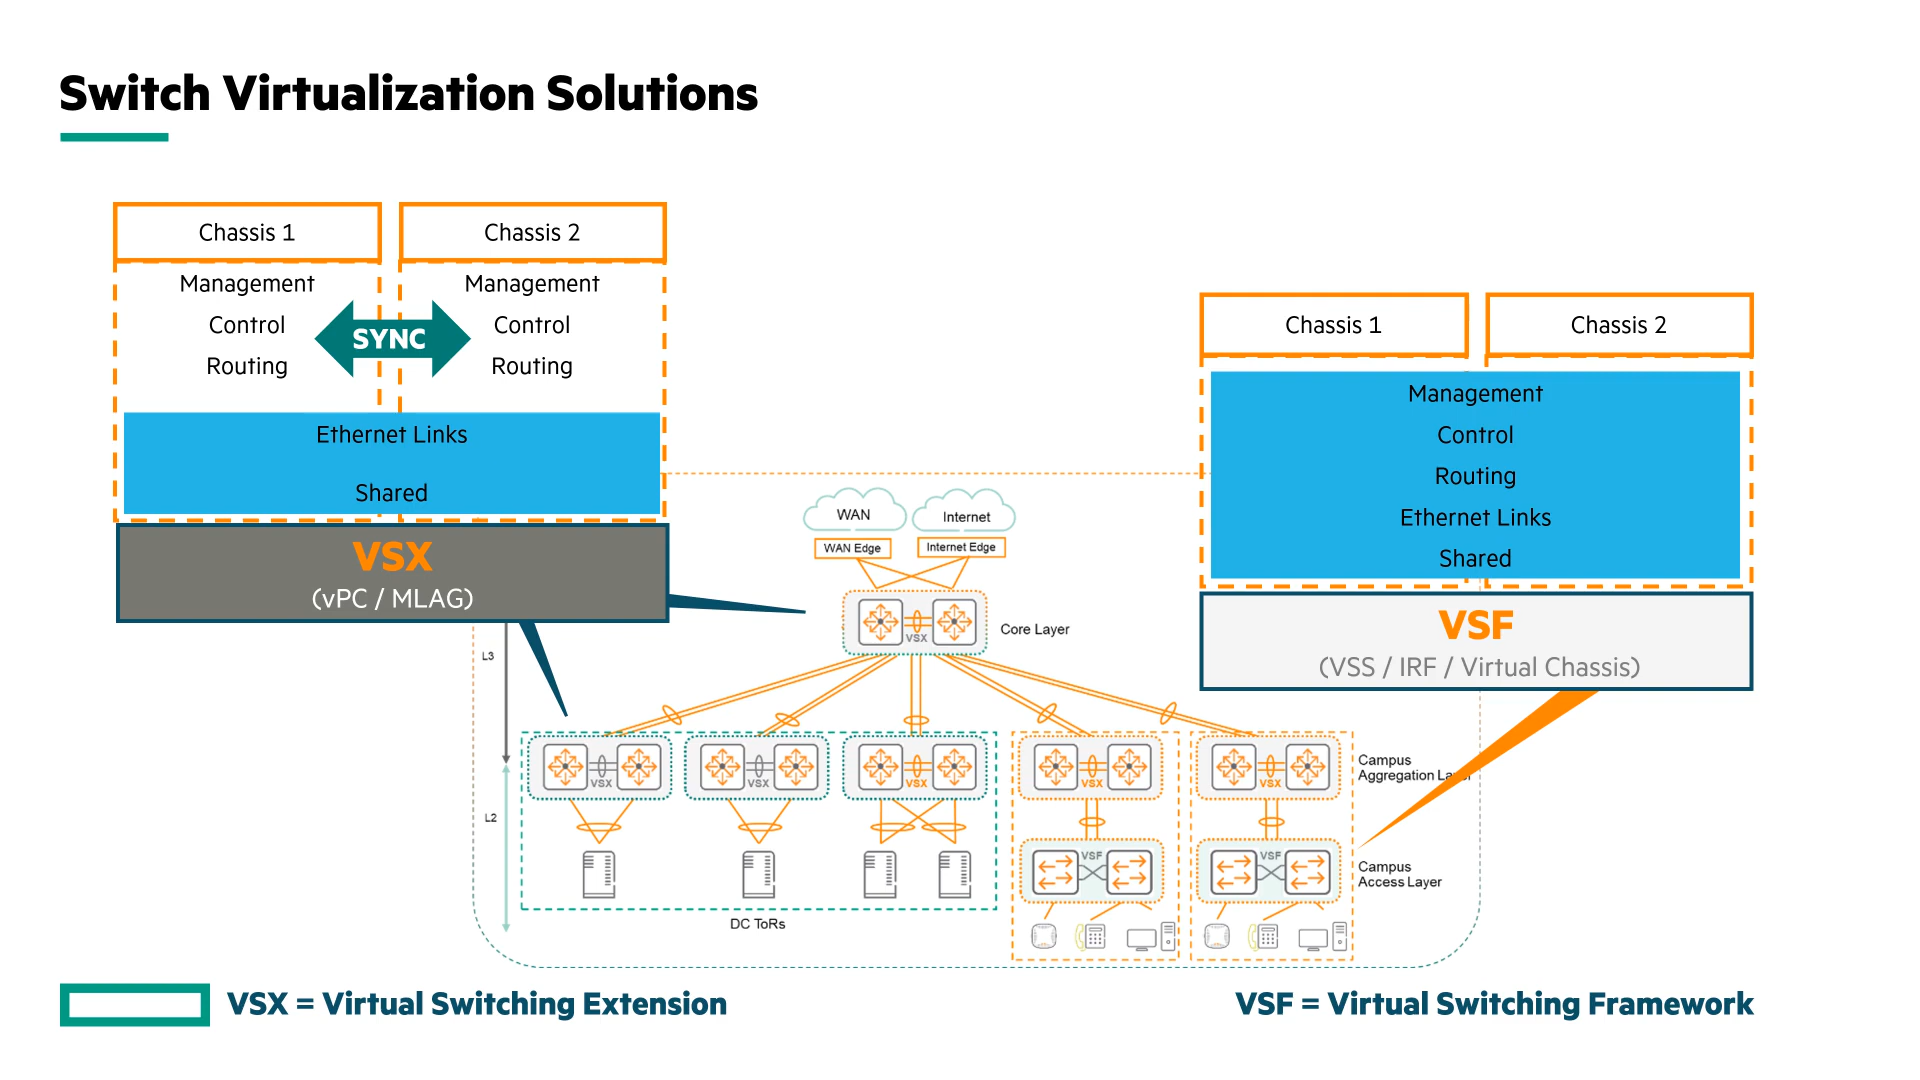 Switch Virtualization Solutions
Chassis 1
Chassis 2
Management
Control
Routing
SYNC
Management
Control
Routing
Ethernet Links
Shared
VSX
(vPC / MLAG)
Chassis 1
Chassis 2
Management
Control
Routing
Ethernet Links
Shared
VSF
(VSS / IRF / Virtual Chassis)
WAN
Internet
WAN Edge
Internet Edge
VSX
Core Layer
L3
L2
VSX
VSX
VSX
VSX
VSX
Campus
Aggregation Layer
VSF
VSF
Campus
Access Layer
DC ToRs
VSX = Virtual Switching Extension
VSF = Virtual Switching Framework